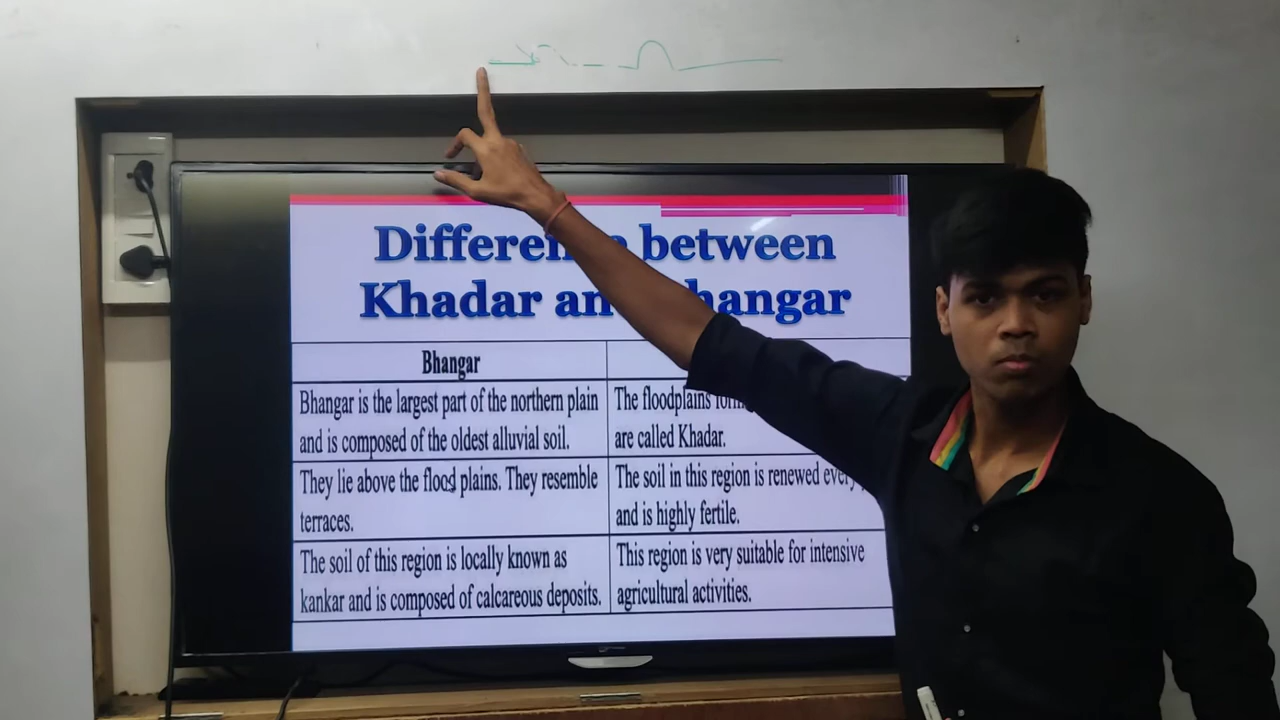 Difference between
Khadar and Bhangar
Bhangar
Bhangar is the largest part of the northern plain
and is composed of the oldest alluvial soil.
The floodplains
are called Khadar.
They lie above the flood plains. They resemble
terraces.
The soil in this region is renewed every
and is highly fertile.
The soil of this region is locally known as
kankar and is composed of calcareous deposits.
This region is very suitable for intensive
agricultural activities.